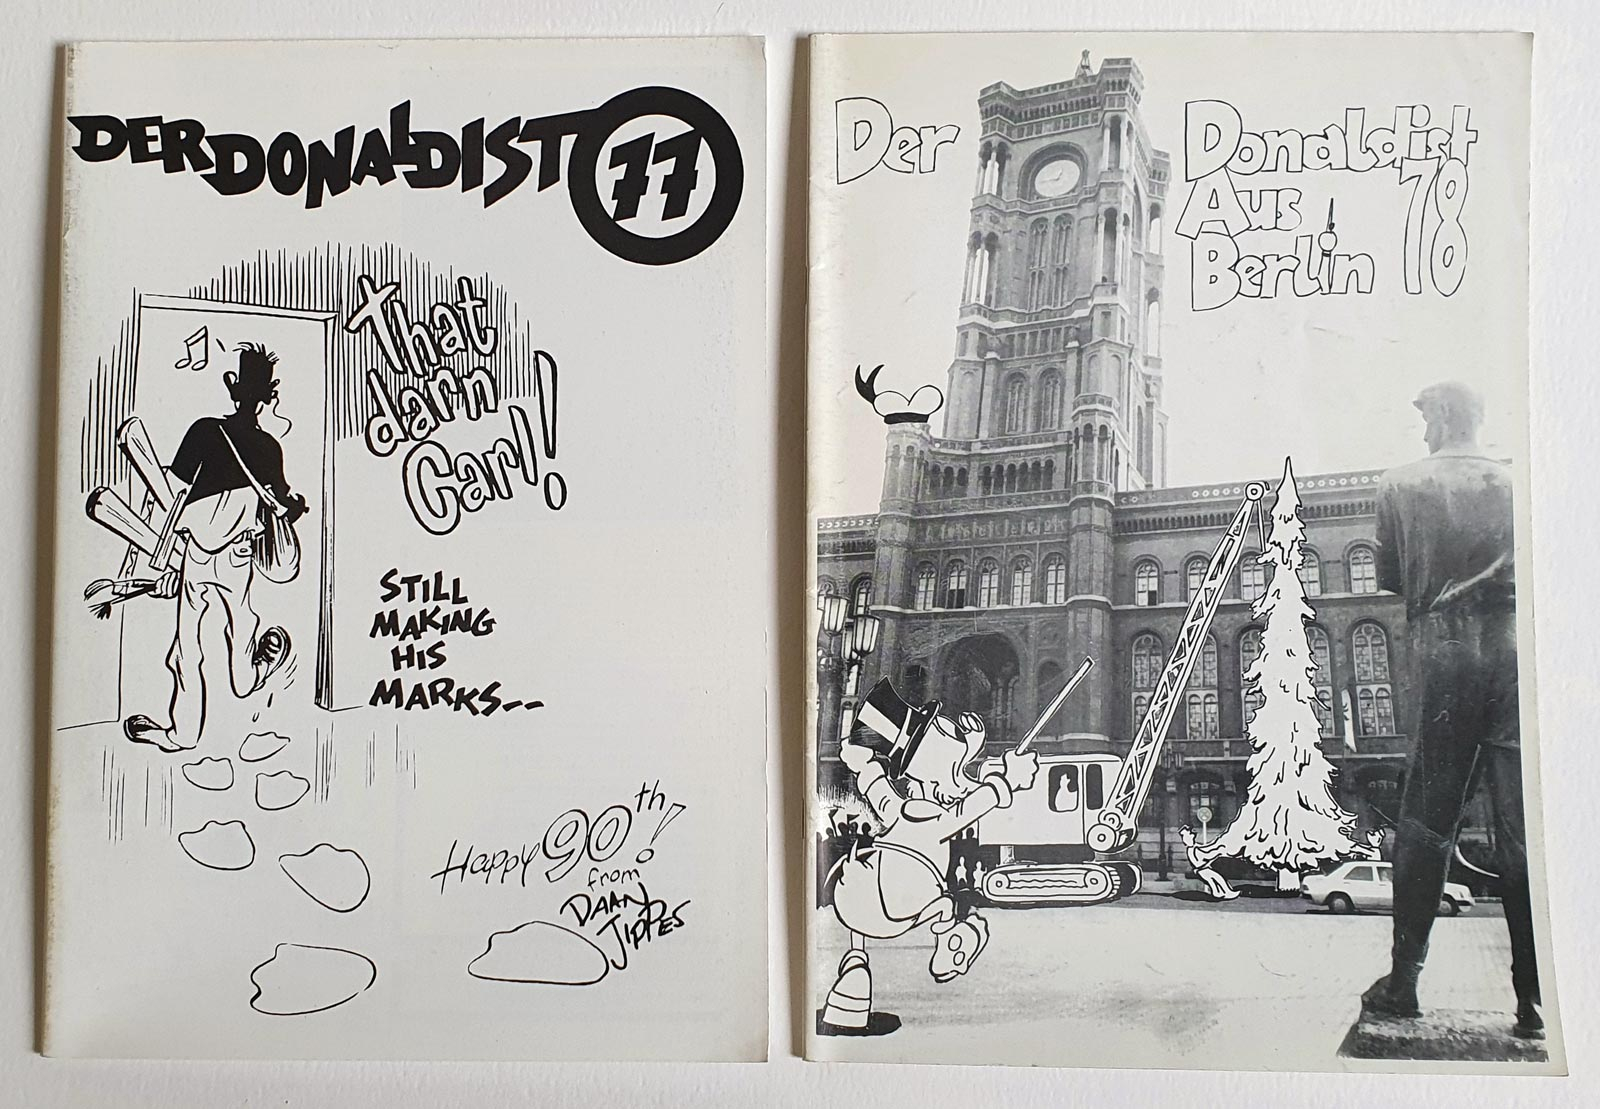 DER DONALDIST 77
That
darn
Carl!
STILL
MAKING
HIS
MARKS--
Happy 90th!
from
DAAN
JIPPES
Der Donaldist
Aus 78
Berlin